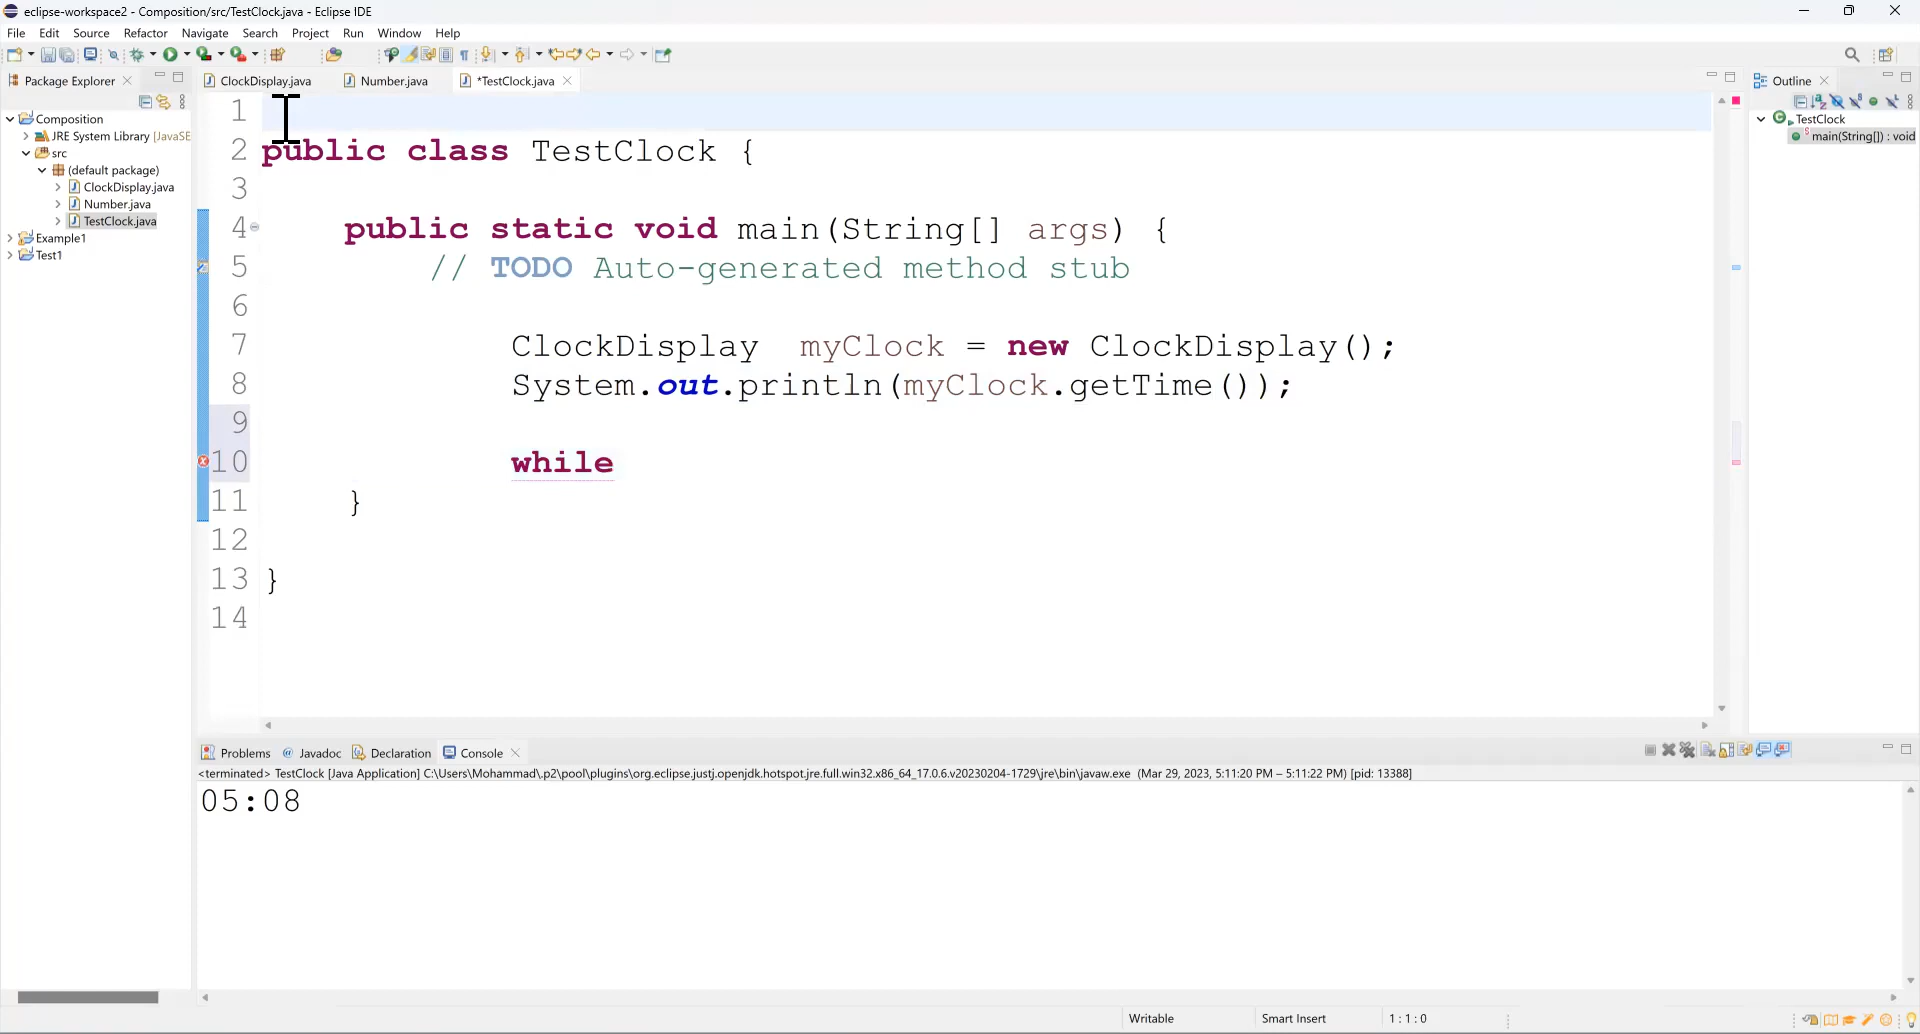 eclipse-workspace2 - Composition/src/TestClock.java - Eclipse IDE
File Edit Source Refactor Navigate Search Project Run Window Help
Package Explorer
Composition
JRE System Library [JavaSE
src
(default package)
ClockDisplay.java
Number.java
TestClock.java
Example1
Test1
ClockDisplay.java Number.java *TestClock.java
1
2 public class TestClock {
3
4 public static void main(String[] args) {
5 // TODO Auto-generated method stub
6
7 ClockDisplay myClock = new ClockDisplay();
8 System.out.println(myClock.getTime());
9
10 while
11 }
12
13 }
14
Outline
TestClock
main(String[]) : void
Problems Javadoc Declaration Console
<terminated> TestClock [Java Application] C:\Users\Mohammad\.p2\pool\plugins\org.eclipse.justj.openjdk.hotspot.jre.full.win32.x86_64_17.0.6.v20230204-1729\jre\bin\javaw.exe (Mar 29, 2023, 5:11:20 PM – 5:11:22 PM) [pid: 13388]
05:08
Writable Smart Insert 1 : 1 : 0